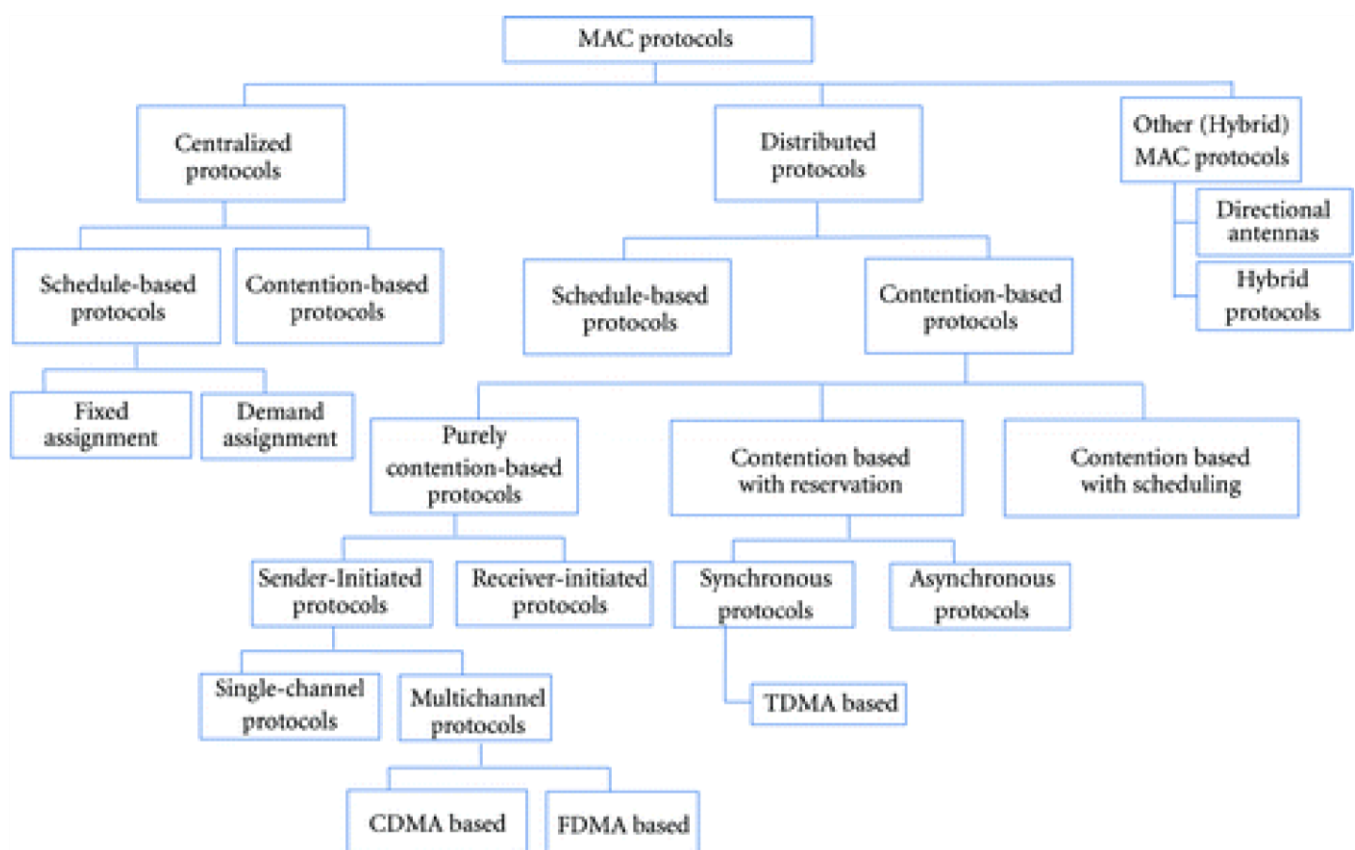 MAC protocols
Centralized
protocols
Distributed
protocols
Other (Hybrid)
MAC protocols
Directional
antennas
Hybrid
protocols
Schedule-based
protocols
Contention-based
protocols
Schedule-based
protocols
Contention-based
protocols
Fixed
assignment
Demand
assignment
Purely
contention-based
protocols
Contention based
with reservation
Contention based
with scheduling
Sender-Initiated
protocols
Receiver-initiated
protocols
Synchronous
protocols
Asynchronous
protocols
Single-channel
protocols
Multichannel
protocols
TDMA based
CDMA based
FDMA based